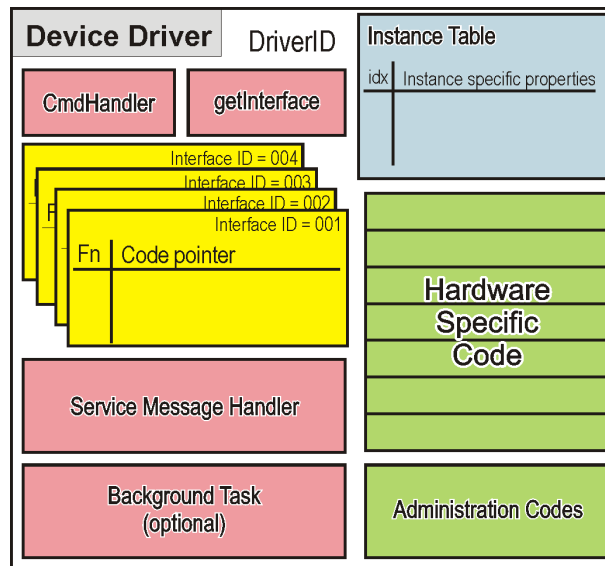 Device Driver
DriverID
Instance Table
idx
Instance specific properties
CmdHandler
getInterface
Interface ID = 004
Interface ID = 003
Interface ID = 002
Interface ID = 001
Fn
Code pointer
Hardware
Specific
Code
Service Message Handler
Background Task
(optional)
Administration Codes